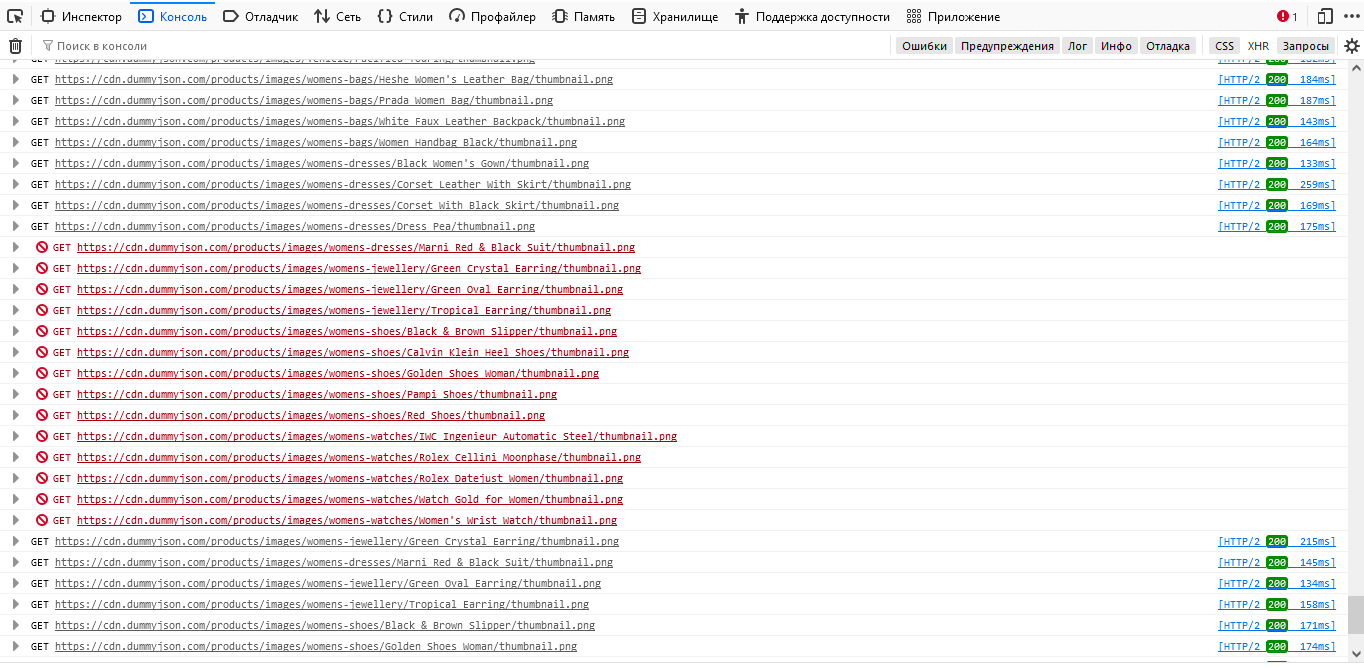 Инспектор Консоль Отладчик Сеть Стили Профайлер Память Хранилище Поддержка доступности Приложение 1
Поиск в консоли Ошибки Предупреждения Лог Инфо Отладка CSS XHR Запросы
GET https://cdn.dummyjson.com/products/images/vehicle/Pacifica Touring/thumbnail.png [HTTP/2 200 182ms]
GET https://cdn.dummyjson.com/products/images/womens-bags/Heshe Women's Leather Bag/thumbnail.png [HTTP/2 200 184ms]
GET https://cdn.dummyjson.com/products/images/womens-bags/Prada Women Bag/thumbnail.png [HTTP/2 200 187ms]
GET https://cdn.dummyjson.com/products/images/womens-bags/White Faux Leather Backpack/thumbnail.png [HTTP/2 200 143ms]
GET https://cdn.dummyjson.com/products/images/womens-bags/Women Handbag Black/thumbnail.png [HTTP/2 200 164ms]
GET https://cdn.dummyjson.com/products/images/womens-dresses/Black Women's Gown/thumbnail.png [HTTP/2 200 133ms]
GET https://cdn.dummyjson.com/products/images/womens-dresses/Corset Leather With Skirt/thumbnail.png [HTTP/2 200 259ms]
GET https://cdn.dummyjson.com/products/images/womens-dresses/Corset With Black Skirt/thumbnail.png [HTTP/2 200 169ms]
GET https://cdn.dummyjson.com/products/images/womens-dresses/Dress Pea/thumbnail.png [HTTP/2 200 175ms]
GET https://cdn.dummyjson.com/products/images/womens-dresses/Marni Red & Black Suit/thumbnail.png
GET https://cdn.dummyjson.com/products/images/womens-jewellery/Green Crystal Earring/thumbnail.png
GET https://cdn.dummyjson.com/products/images/womens-jewellery/Green Oval Earring/thumbnail.png
GET https://cdn.dummyjson.com/products/images/womens-jewellery/Tropical Earring/thumbnail.png
GET https://cdn.dummyjson.com/products/images/womens-shoes/Black & Brown Slipper/thumbnail.png
GET https://cdn.dummyjson.com/products/images/womens-shoes/Calvin Klein Heel Shoes/thumbnail.png
GET https://cdn.dummyjson.com/products/images/womens-shoes/Golden Shoes Woman/thumbnail.png
GET https://cdn.dummyjson.com/products/images/womens-shoes/Pampi Shoes/thumbnail.png
GET https://cdn.dummyjson.com/products/images/womens-shoes/Red Shoes/thumbnail.png
GET https://cdn.dummyjson.com/products/images/womens-watches/IWC Ingenieur Automatic Steel/thumbnail.png
GET https://cdn.dummyjson.com/products/images/womens-watches/Rolex Cellini Moonphase/thumbnail.png
GET https://cdn.dummyjson.com/products/images/womens-watches/Rolex Datejust Women/thumbnail.png
GET https://cdn.dummyjson.com/products/images/womens-watches/Watch Gold for Women/thumbnail.png
GET https://cdn.dummyjson.com/products/images/womens-watches/Women's Wrist Watch/thumbnail.png
GET https://cdn.dummyjson.com/products/images/womens-jewellery/Green Crystal Earring/thumbnail.png [HTTP/2 200 215ms]
GET https://cdn.dummyjson.com/products/images/womens-dresses/Marni Red & Black Suit/thumbnail.png [HTTP/2 200 145ms]
GET https://cdn.dummyjson.com/products/images/womens-jewellery/Green Oval Earring/thumbnail.png [HTTP/2 200 134ms]
GET https://cdn.dummyjson.com/products/images/womens-jewellery/Tropical Earring/thumbnail.png [HTTP/2 200 158ms]
GET https://cdn.dummyjson.com/products/images/womens-shoes/Black & Brown Slipper/thumbnail.png [HTTP/2 200 171ms]
GET https://cdn.dummyjson.com/products/images/womens-shoes/Golden Shoes Woman/thumbnail.png [HTTP/2 200 174ms]